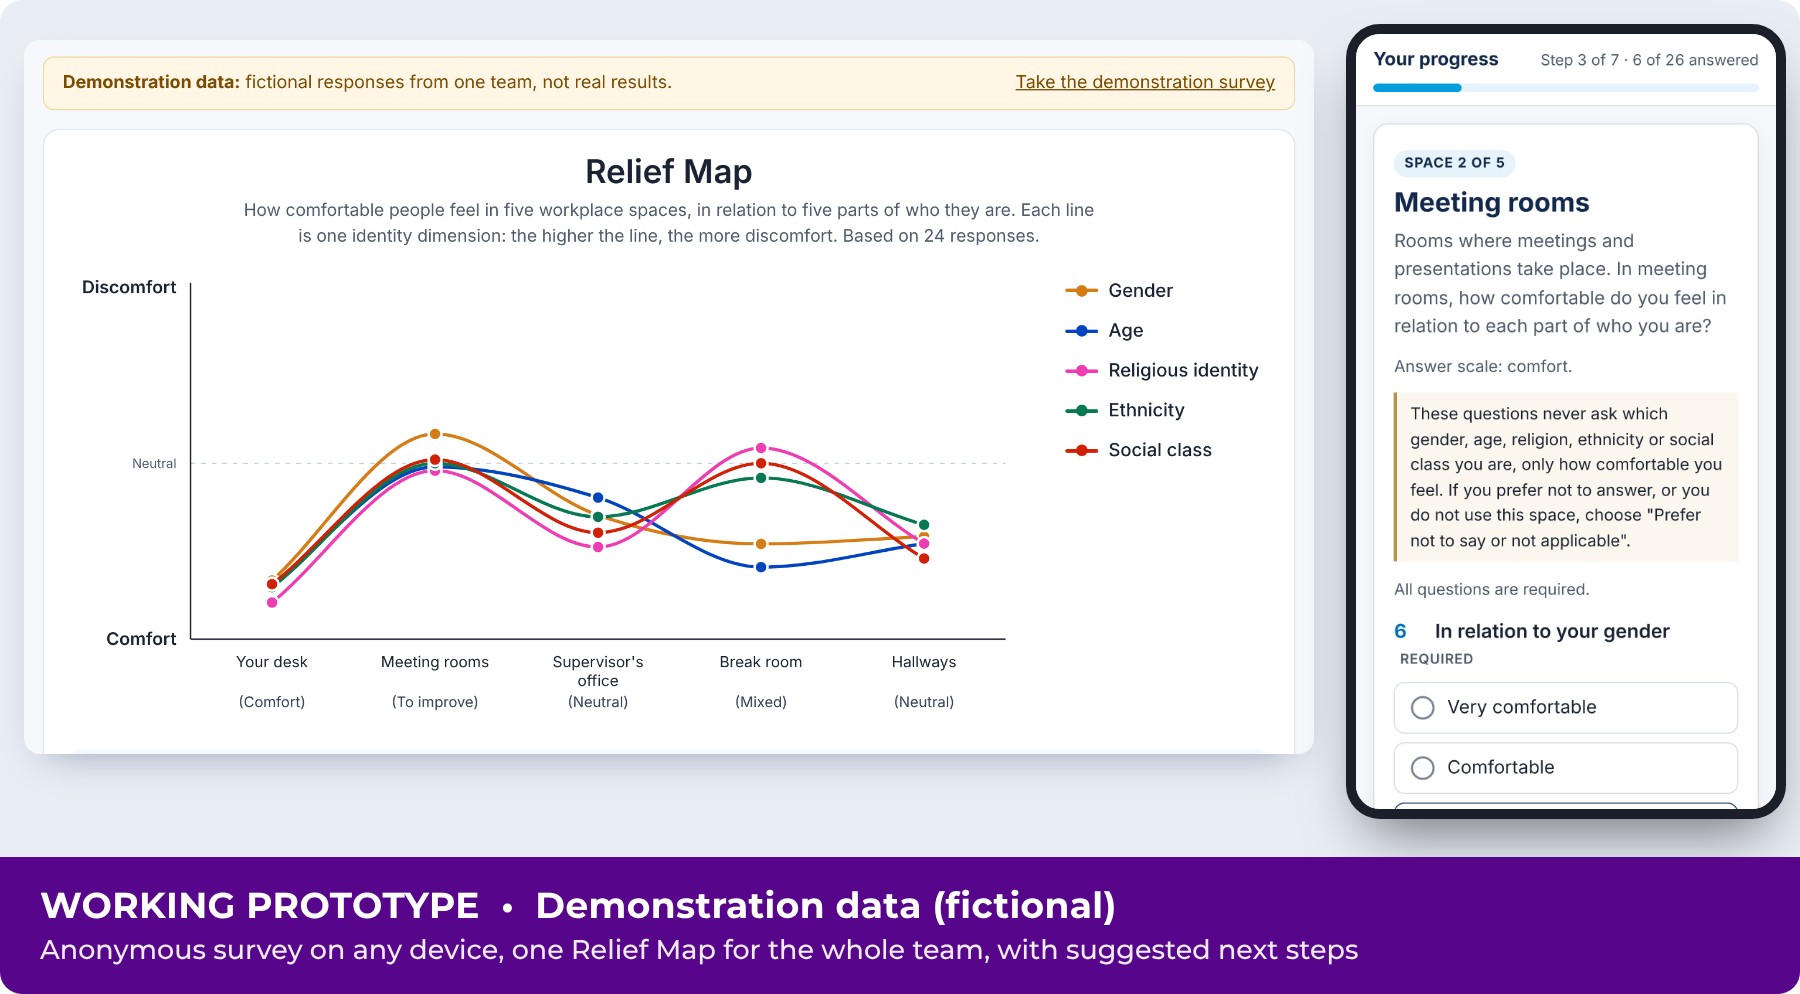 Demonstration data: fictional responses from one team, not real results.
Take the demonstration survey
Relief Map
How comfortable people feel in five workplace spaces, in relation to five parts of who they are. Each line
is one identity dimension: the higher the line, the more discomfort. Based on 24 responses.
Discomfort
Neutral
Comfort
Gender
Age
Religious identity
Ethnicity
Social class
Your desk
(Comfort)
Meeting rooms
(To improve)
Supervisor's
office
(Neutral)
Break room
(Mixed)
Hallways
(Neutral)
Your progress
Step 3 of 7 · 6 of 26 answered
SPACE 2 OF 5
Meeting rooms
Rooms where meetings and
presentations take place. In meeting
rooms, how comfortable do you feel in
relation to each part of who you are?
Answer scale: comfort.
These questions never ask which
gender, age, religion, ethnicity or social
class you are, only how comfortable you
feel. If you prefer not to answer, or you
do not use this space, choose "Prefer
not to say or not applicable".
All questions are required.
6 In relation to your gender
REQUIRED
Very comfortable
Comfortable
WORKING PROTOTYPE • Demonstration data (fictional)
Anonymous survey on any device, one Relief Map for the whole team, with suggested next steps